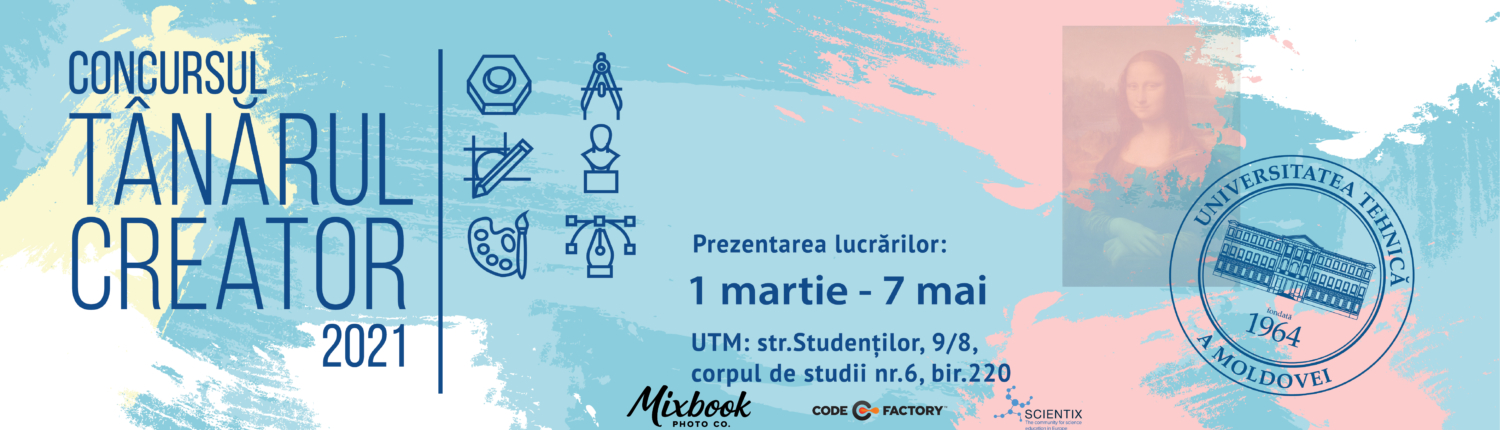 CONCURSUL
TÂNĂRUL
CREATOR
2021
Prezentarea lucrărilor:
1 martie - 7 mai
UTM: str.Studenților, 9/8,
corpul de studii nr.6, bir.220
Mixbook
PHOTO CO.
CODE C FACTORY
SCIENTIX
The community for science
education in Europe
UNIVERSITATEA TEHNICĂ
A MOLDOVEI
fondată
1964